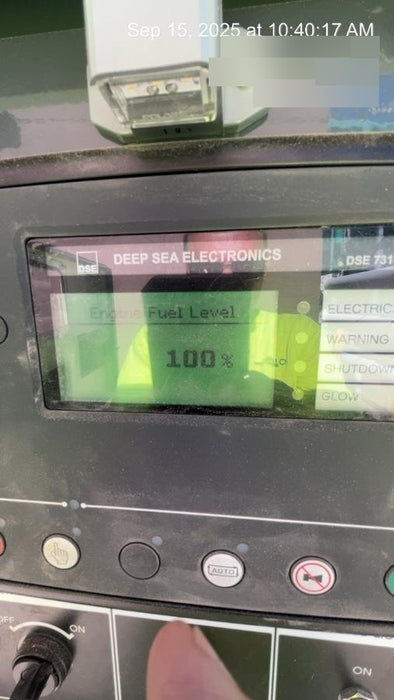 Sep 15, 2025 at 10:40:17 AM
DSE
DEEP SEA ELECTRONICS
DSE 731
Engine Fuel Level
100%
ELECTRIC
WARNING
SHUTDOWN
GLOW
AUTO
OFF
ON
ON